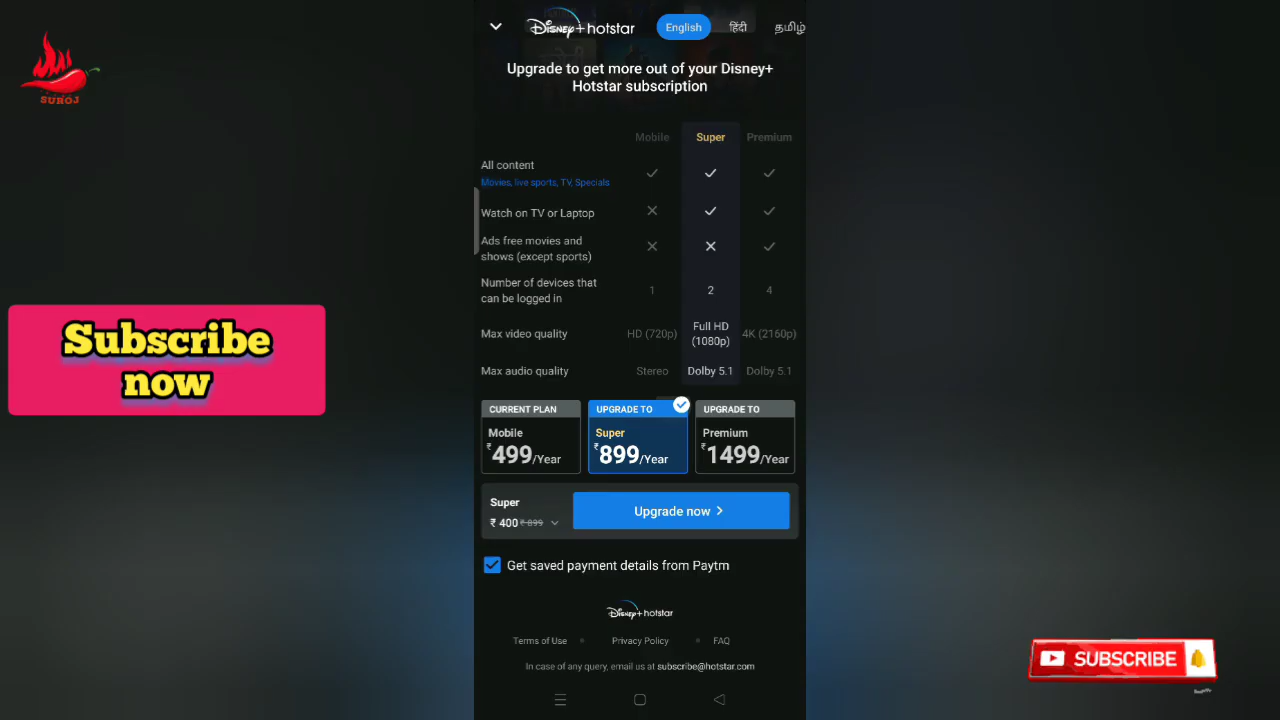 SUROJ
Disney+ hotstar
English
हिंदी
தமிழ்
Upgrade to get more out of your Disney+
Hotstar subscription
Mobile Super Premium
All content
Movies, live sports, TV, Specials
Watch on TV or Laptop
Ads free movies and
shows (except sports)
Number of devices that
can be logged in
1 2 4
Max video quality
HD (720p)
Full HD
(1080p)
4K (2160p)
Max audio quality
Stereo
Dolby 5.1
Dolby 5.1
CURRENT PLAN
Mobile
₹499/Year
UPGRADE TO
Super
₹899/Year
UPGRADE TO
Premium
₹1499/Year
Super
₹ 400 ₹ 899
Upgrade now
Get saved payment details from Paytm
Disney+ hotstar
Terms of Use • Privacy Policy • FAQ
In case of any query, email us at subscribe@hotstar.com
Subscribe
now
SUBSCRIBE